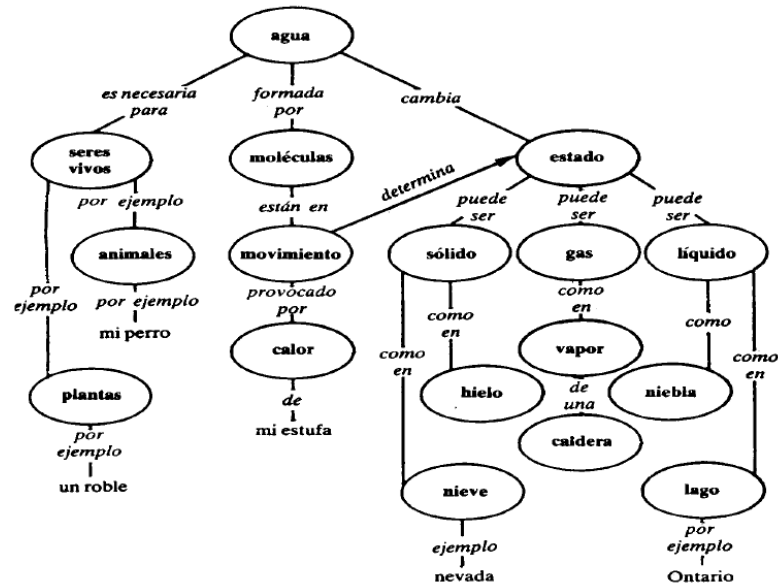 agua
es necesaria
para
formada
por
cambia
seres
vivos
moléculas
estado
por ejemplo
están en
determina
puede
ser
puede
ser
puede
ser
animales
movimiento
sólido
gas
líquido
por
ejemplo
por ejemplo
provocado
por
como
en
como
en
como
en
como
como
en
mi perro
calor
vapor
plantas
de
hielo
de
una
niebla
mi estufa
caldera
por
ejemplo
un roble
nieve
lago
ejemplo
por
ejemplo
nevada
Ontario